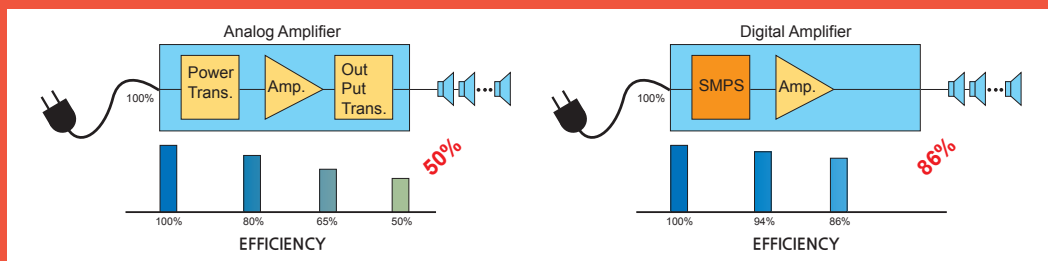 Analog Amplifier
Power
Trans.
Amp.
Out
Put
Trans.
100%
50%
100%
80%
65%
50%
EFFICIENCY
Digital Amplifier
SMPS
Amp.
100%
86%
100%
94%
86%
EFFICIENCY